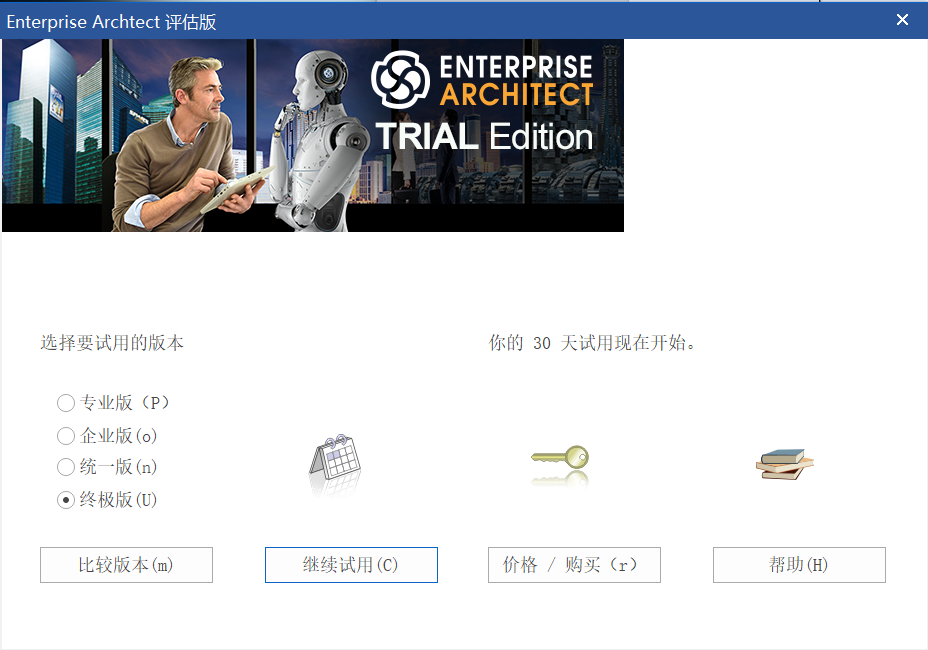 Enterprise Archtect 评估版
ENTERPRISE
ARCHITECT
TRIAL Edition
选择要试用的版本
你的 30 天试用现在开始。
专业版（P）
企业版(o)
统一版(n)
终极版(U)
比较版本(m)
继续试用(C)
价格 / 购买（r）
帮助(H)